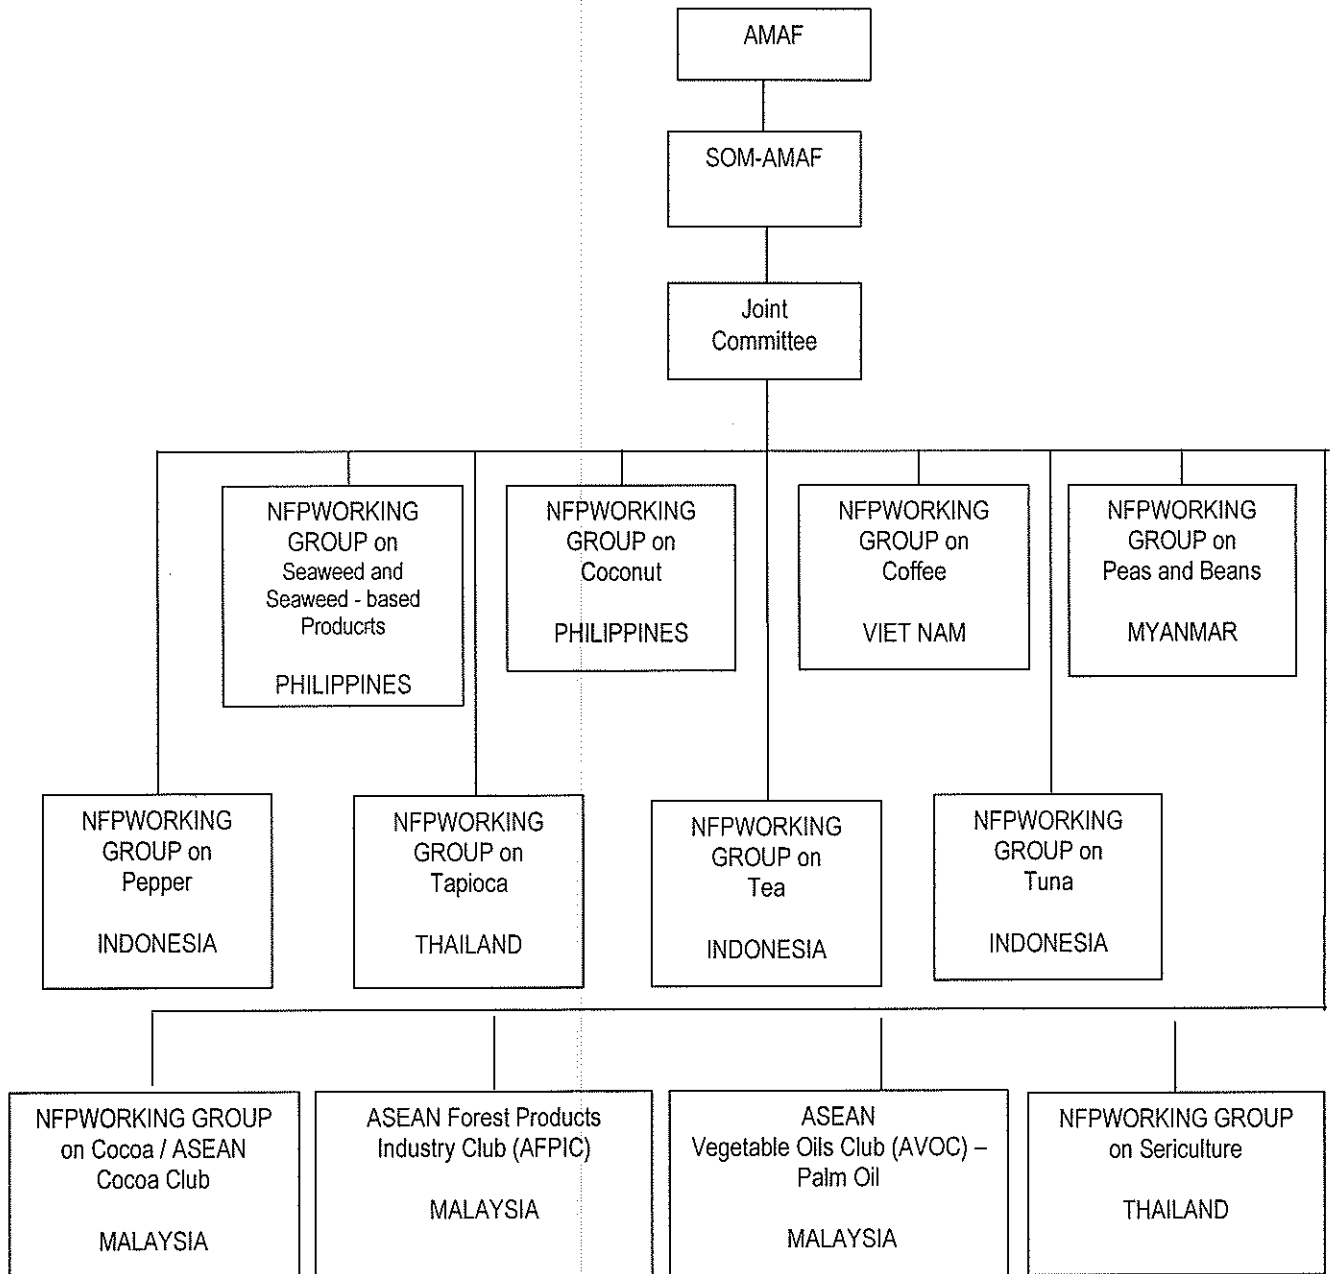 AMAF
SOM-AMAF
Joint
Committee
NFPWORKING
GROUP on
Seaweed and
Seaweed - based
Producrts
PHILIPPINES
NFPWORKING
GROUP on
Coconut
PHILIPPINES
NFPWORKING
GROUP on
Coffee
VIET NAM
NFPWORKING
GROUP on
Peas and Beans
MYANMAR
NFPWORKING
GROUP on
Pepper
INDONESIA
NFPWORKING
GROUP on
Tapioca
THAILAND
NFPWORKING
GROUP on
Tea
INDONESIA
NFPWORKING
GROUP on
Tuna
INDONESIA
NFPWORKING GROUP
on Cocoa / ASEAN
Cocoa Club
MALAYSIA
ASEAN Forest Products
Industry Club (AFPIC)
MALAYSIA
ASEAN
Vegetable Oils Club (AVOC) –
Palm Oil
MALAYSIA
NFPWORKING GROUP
on Sericulture
THAILAND